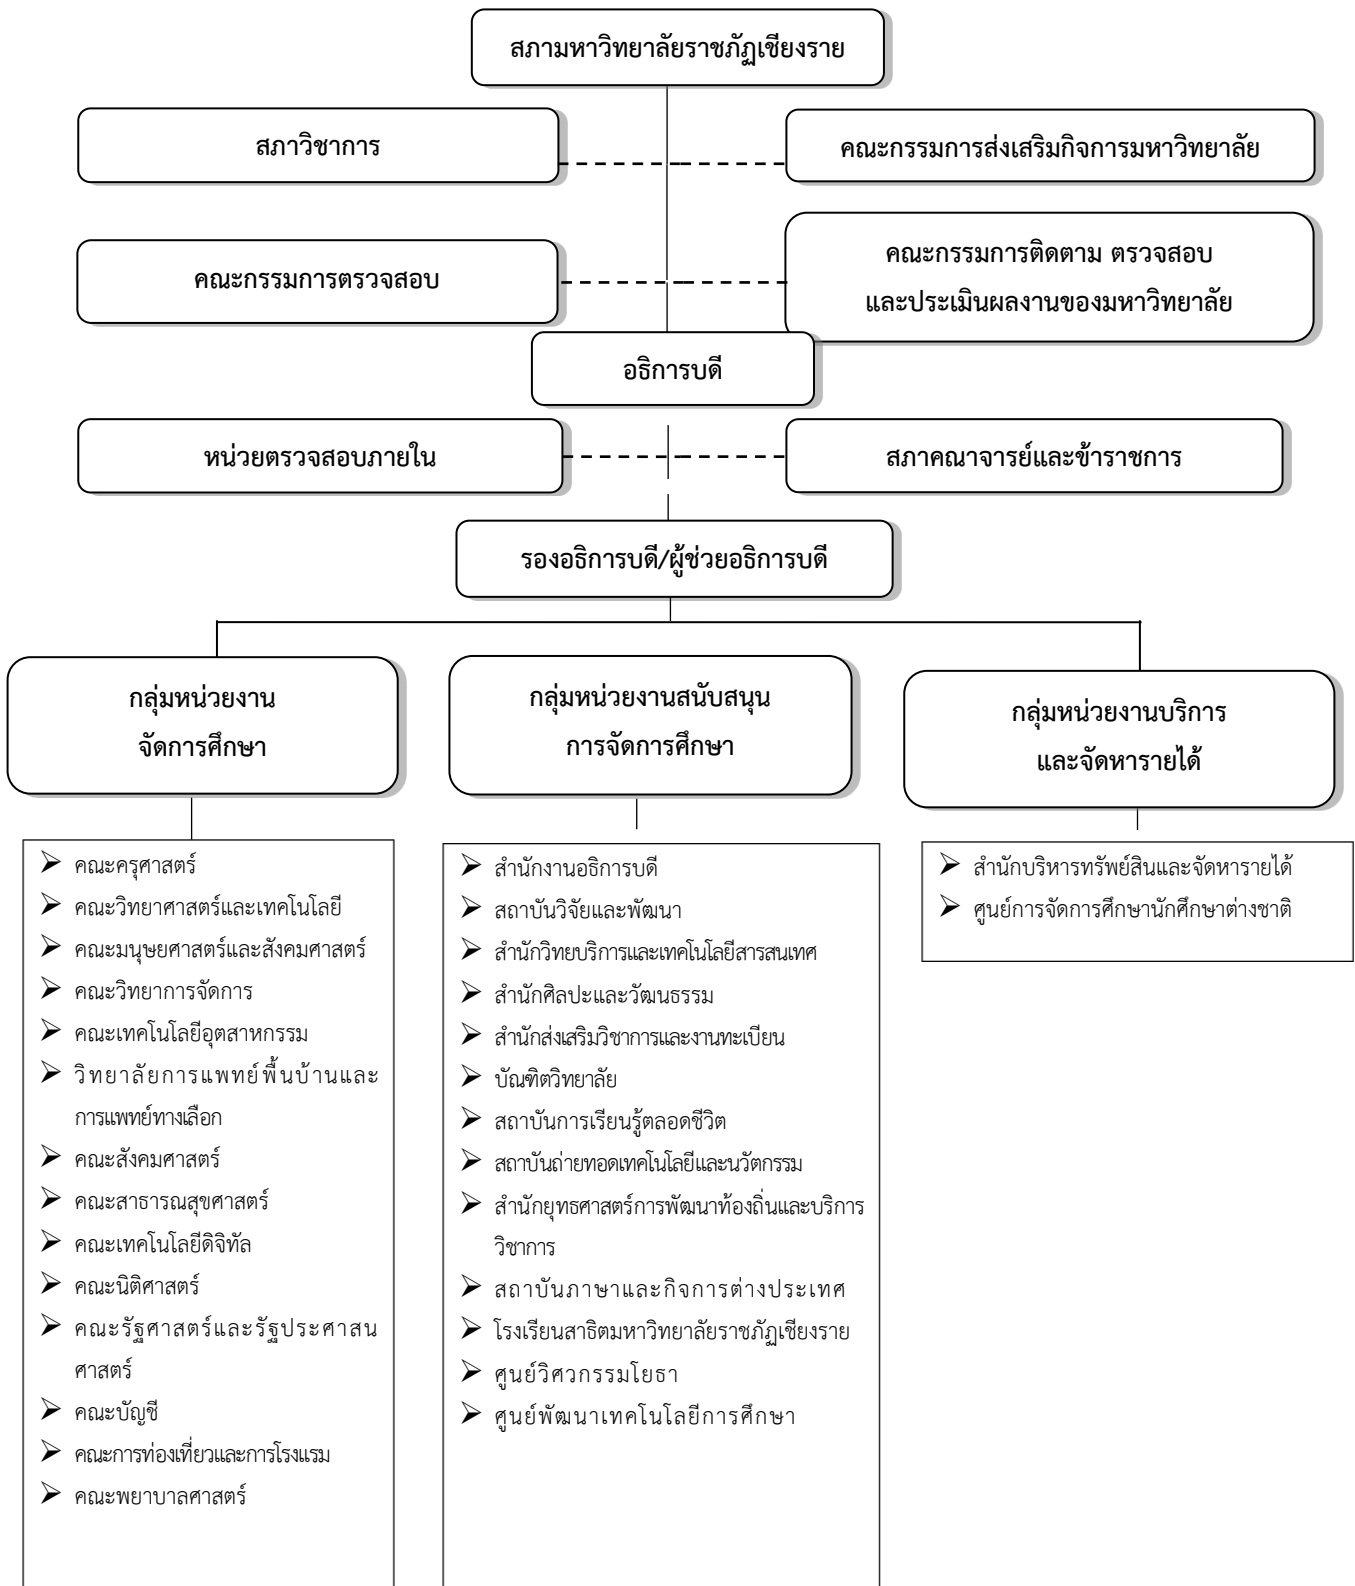 สภามหาวิทยาลัยราชภัฏเชียงราย
สภาวิชาการ
คณะกรรมการส่งเสริมกิจการมหาวิทยาลัย
คณะกรรมการตรวจสอบ
คณะกรรมการติดตาม ตรวจสอบ
และประเมินผลงานของมหาวิทยาลัย
อธิการบดี
หน่วยตรวจสอบภายใน
สภาคณาจารย์และข้าราชการ
รองอธิการบดี/ผู้ช่วยอธิการบดี
กลุ่มหน่วยงาน
จัดการศึกษา
กลุ่มหน่วยงานสนับสนุน
การจัดการศึกษา
กลุ่มหน่วยงานบริการ
และจัดหารายได้
➢ คณะครุศาสตร์
➢ คณะวิทยาศาสตร์และเทคโนโลยี
➢ คณะมนุษยศาสตร์และสังคมศาสตร์
➢ คณะวิทยาการจัดการ
➢ คณะเทคโนโลยีอุตสาหกรรม
➢ วิทยาลัยการแพทย์พื้นบ้านและ
การแพทย์ทางเลือก
➢ คณะสังคมศาสตร์
➢ คณะสาธารณสุขศาสตร์
➢ คณะเทคโนโลยีดิจิทัล
➢ คณะนิติศาสตร์
➢ คณะรัฐศาสตร์และรัฐประศาสน
ศาสตร์
➢ คณะบัญชี
➢ คณะการท่องเที่ยวและการโรงแรม
➢ คณะพยาบาลศาสตร์
➢ สำนักงานอธิการบดี
➢ สถาบันวิจัยและพัฒนา
➢ สำนักวิทยบริการและเทคโนโลยีสารสนเทศ
➢ สำนักศิลปะและวัฒนธรรม
➢ สำนักส่งเสริมวิชาการและงานทะเบียน
➢ บัณฑิตวิทยาลัย
➢ สถาบันการเรียนรู้ตลอดชีวิต
➢ สถาบันถ่ายทอดเทคโนโลยีและนวัตกรรม
➢ สำนักยุทธศาสตร์การพัฒนาท้องถิ่นและบริการ
วิชาการ
➢ สถาบันภาษาและกิจการต่างประเทศ
➢ โรงเรียนสาธิตมหาวิทยาลัยราชภัฏเชียงราย
➢ ศูนย์วิศวกรรมโยธา
➢ ศูนย์พัฒนาเทคโนโลยีการศึกษา
➢ สำนักบริหารทรัพย์สินและจัดหารายได้
➢ ศูนย์การจัดการศึกษานักศึกษาต่างชาติ